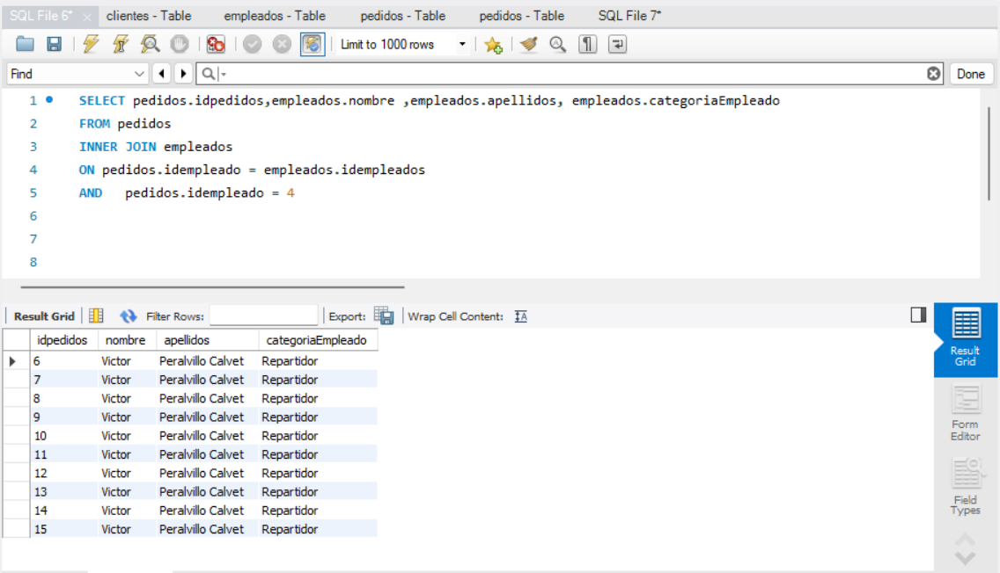 SQL File 6* × clientes - Table empleados - Table pedidos - Table pedidos - Table SQL File 7*
Limit to 1000 rows
Find Done
1 SELECT pedidos.idpedidos,empleados.nombre ,empleados.apellidos, empleados.categoriaEmpleado
2 FROM pedidos
3 INNER JOIN empleados
4 ON pedidos.idempleado = empleados.idempleados
5 AND pedidos.idempleado = 4
6
7
8
Result Grid Filter Rows: Export: Wrap Cell Content: IA
idpedidos nombre apellidos categoriaEmpleado
6 Victor Peralvillo Calvet Repartidor
7 Victor Peralvillo Calvet Repartidor
8 Victor Peralvillo Calvet Repartidor
9 Victor Peralvillo Calvet Repartidor
10 Victor Peralvillo Calvet Repartidor
11 Victor Peralvillo Calvet Repartidor
12 Victor Peralvillo Calvet Repartidor
13 Victor Peralvillo Calvet Repartidor
14 Victor Peralvillo Calvet Repartidor
15 Victor Peralvillo Calvet Repartidor
Result
Grid
Form
Editor
Field
Types